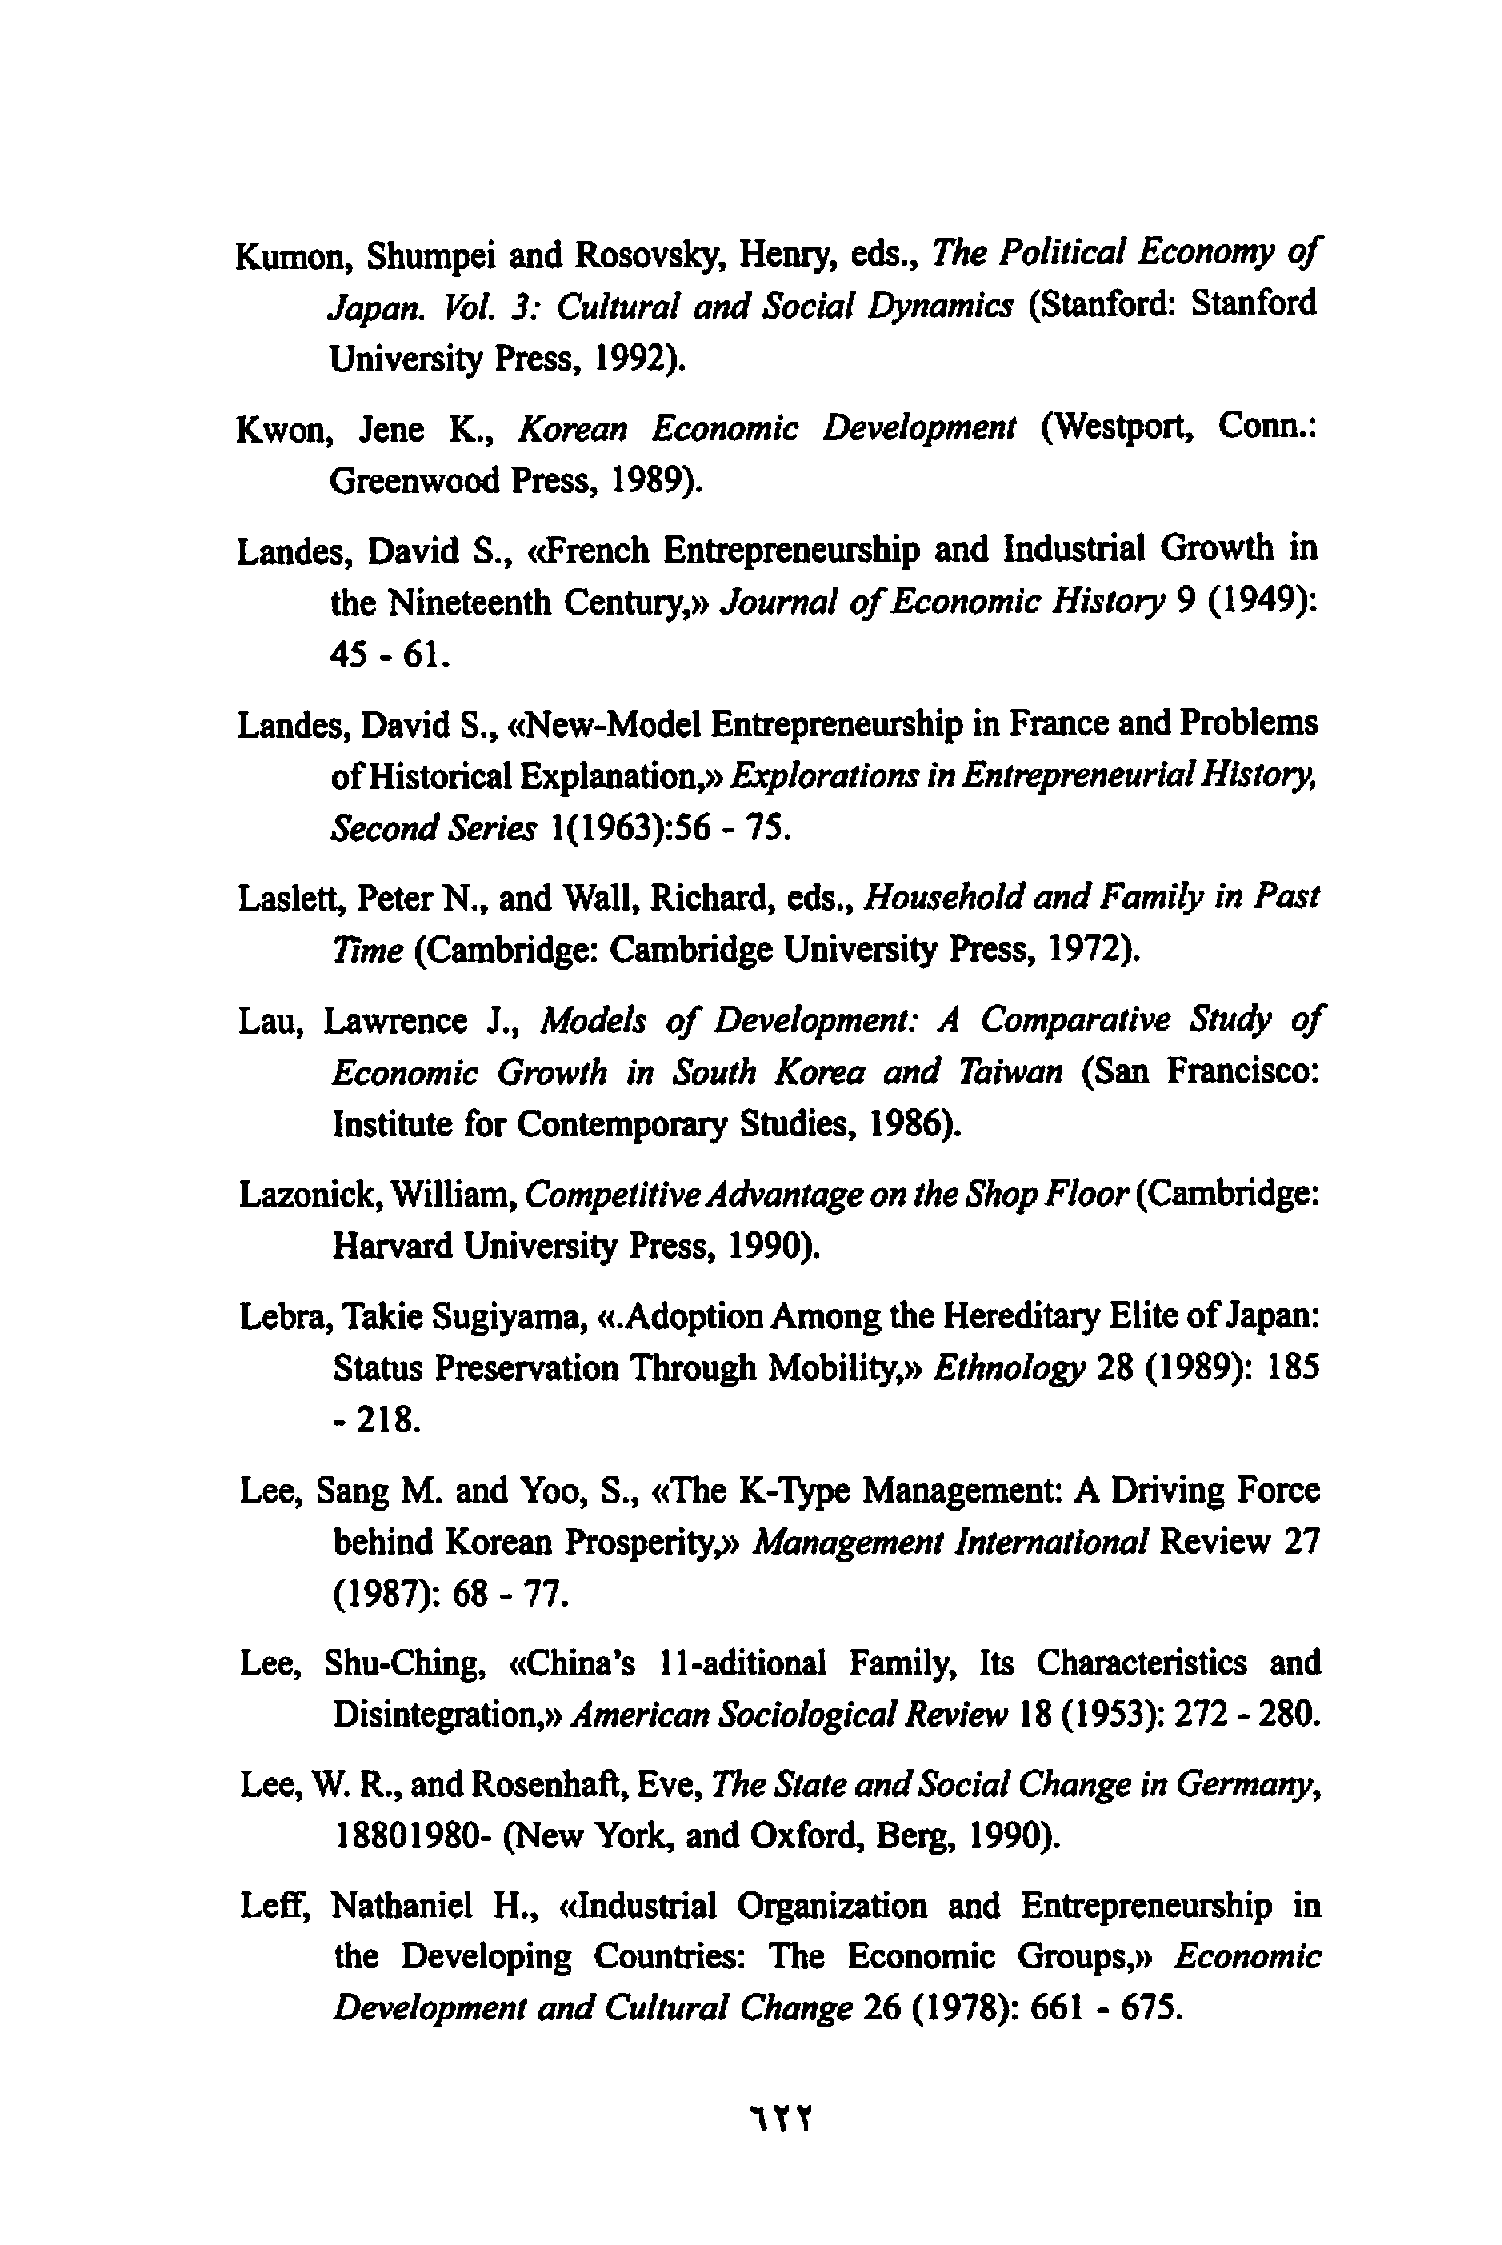 Kumon, Shumpei and Rosovsky, Henry, eds., The Political Economy of
Japan. Vol. 3: Cultural and Social Dynamics (Stanford: Stanford
University Press, 1992).
Kwon, Jene K., Korean Economic Development (Westport, Conn.:
Greenwood Press, 1989).
Landes, David S., «French Entrepreneurship and Industrial Growth in
the Nineteenth Century,» Journal of Economic History 9 (1949):
45 - 61.
Landes, David S., «New-Model Entrepreneurship in France and Problems
of Historical Explanation,» Explorations in Entrepreneurial History,
Second Series 1(1963):56 - 75.
Laslett, Peter N., and Wall, Richard, eds., Household and Family in Past
Time (Cambridge: Cambridge University Press, 1972).
Lau, Lawrence J., Models of Development: A Comparative Study of
Economic Growth in South Korea and Taiwan (San Francisco:
Institute for Contemporary Studies, 1986).
Lazonick, William, Competitive Advantage on the Shop Floor (Cambridge:
Harvard University Press, 1990).
Lebra, Takie Sugiyama, «.Adoption Among the Hereditary Elite of Japan:
Status Preservation Through Mobility,» Ethnology 28 (1989): 185
- 218.
Lee, Sang M. and Yoo, S., «The K-Type Management: A Driving Force
behind Korean Prosperity,» Management International Review 27
(1987): 68 - 77.
Lee, Shu-Ching, «China's 11-aditional Family, Its Characteristics and
Disintegration,» American Sociological Review 18 (1953): 272 - 280.
Lee, W. R., and Rosenhaft, Eve, The State and Social Change in Germany,
18801980- (New York, and Oxford, Berg, 1990).
Leff, Nathaniel H., «Industrial Organization and Entrepreneurship in
the Developing Countries: The Economic Groups,» Economic
Development and Cultural Change 26 (1978): 661 - 675.
٦٢٢